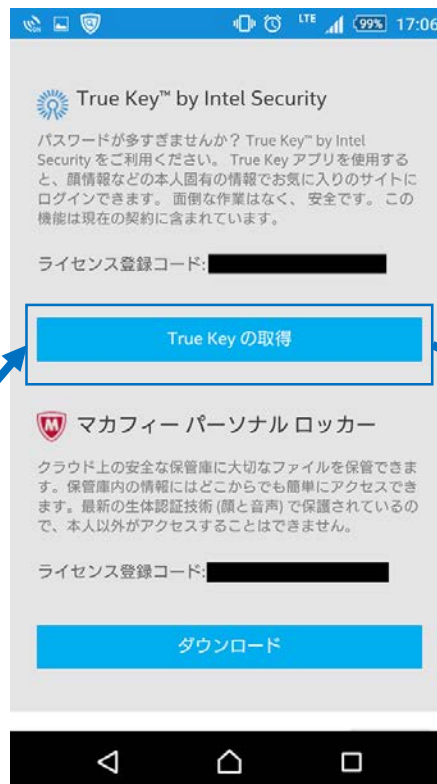 LTE 99% 17:06
True Key™ by Intel Security
パスワードが多すぎませんか？ True Key™ by Intel
Security をご利用ください。 True Key アプリを使用する
と、顔情報などの本人固有の情報でお気に入りのサイトに
ログインできます。 面倒な作業はなく、 安全です。 この
機能は現在の契約に含まれています。
ライセンス登録コード:
True Key の取得
マカフィー パーソナル ロッカー
クラウド上の安全な保管庫に大切なファイルを保管できま
す。保管庫内の情報にはどこからでも簡単にアクセスでき
ます。最新の生体認証技術 (顔と音声) で保護されているの
で、本人以外がアクセスすることはできません。
ライセンス登録コード:
ダウンロード